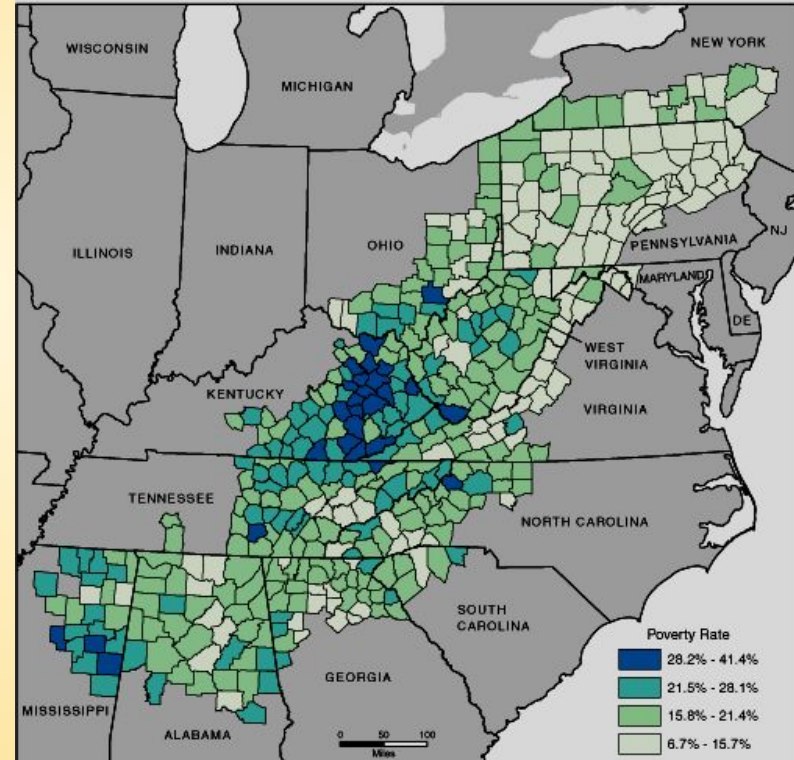 WISCONSIN
NEW YORK
MICHIGAN
ILLINOIS
INDIANA
OHIO
PENNSYLVANIA
NJ
MARYLAND
DE
WEST
VIRGINIA
KENTUCKY
VIRGINIA
TENNESSEE
NORTH CAROLINA
SOUTH
CAROLINA
GEORGIA
MISSISSIPPI
ALABAMA
0 50 100
Miles
Poverty Rate
28.2% - 41.4%
21.5% - 28.1%
15.8% - 21.4%
6.7% - 15.7%